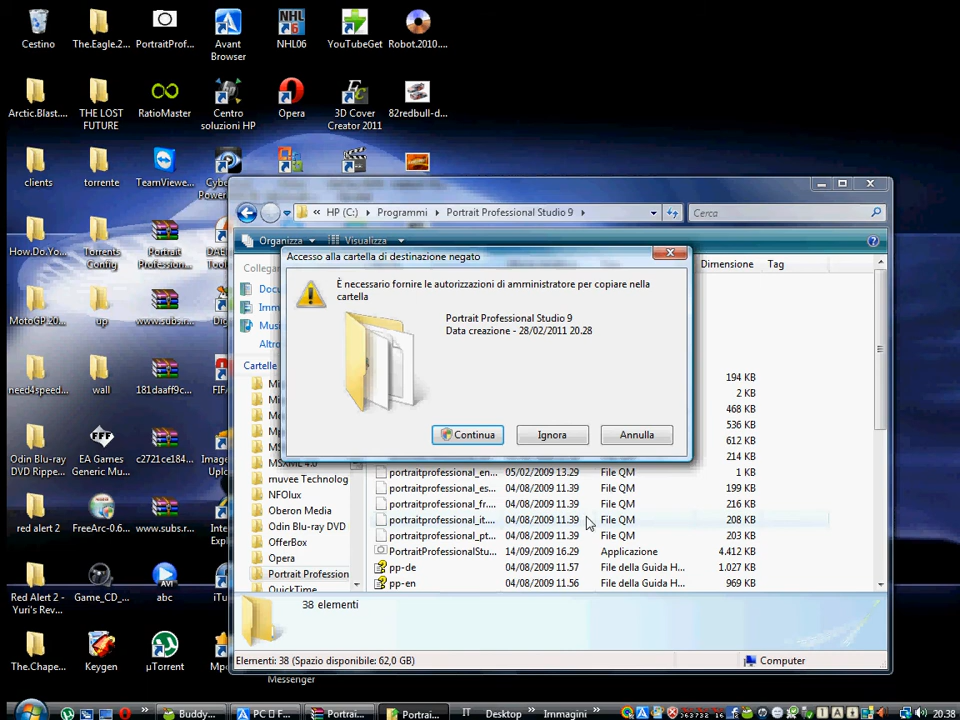 Cestino
The.Eagle.2...
PortraitProf...
Avant
Browser
NHL06
YouTubeGet
Robot.2010....
Arctic.Blast....
THE LOST
FUTURE
RatioMaster
Centro
soluzioni HP
Opera
3D Cover
Creator 2011
82redbull-d...
clients
torrente
TeamViewe...
How.Do.Yo...
Torrents
Config
Portrait
Profession...
MotoGP.20...
up
www.subs.r...
need4speed...
wall
181daaff9c...
Odin Blu-ray
DVD Rippe...
EA Games
Generic Mu...
c2721ce184...
red alert 2
FreeArc-0.6...
www.subs.r...
Red Alert 2 -
Yuri's Rev...
Game_CD_...
abc
The.Chape...
Keygen
µTorrent
Messenger
HP (C:)
Programmi
Portrait Professional Studio 9
Cerca
Organizza
Visualizza
Dimensione
Tag
Accesso alla cartella di destinazione negato
È necessario fornire le autorizzazioni di amministratore per copiare nella
cartella
Portrait Professional Studio 9
Data creazione - 28/02/2011 20.28
Continua
Ignora
Annulla
Cartelle
194 KB
2 KB
468 KB
536 KB
612 KB
214 KB
MSXML 4.0
muvee Technolog
NFOlux
Oberon Media
Odin Blu-ray DVD
OfferBox
Opera
Portrait Profession
QuickTime
portraitprofessional_en... 05/02/2009 13.29 File QM 1 KB
portraitprofessional_es... 04/08/2009 11.39 File QM 199 KB
portraitprofessional_fr.... 04/08/2009 11.39 File QM 216 KB
portraitprofessional_it.... 04/08/2009 11.39 File QM 208 KB
portraitprofessional_pt... 04/08/2009 11.39 File QM 203 KB
PortraitProfessionalStu... 14/09/2009 16.29 Applicazione 4.412 KB
pp-de 04/08/2009 11.57 File della Guida H... 1.027 KB
pp-en 04/08/2009 11.56 File della Guida H... 969 KB
38 elementi
Elementi: 38 (Spazio disponibile: 62,0 GB)
Computer
Buddy...
Portrai...
Portrai...
IT
Desktop
Immagini
20.38